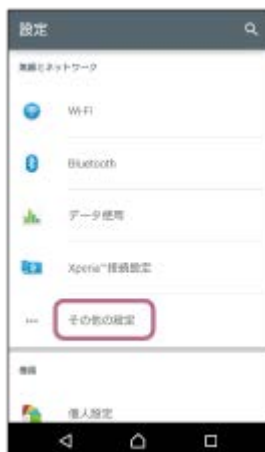 設定
無線とネットワーク
Wi-Fi
Bluetooth
データ使用
Xperia™接続設定
その他の設定
機器
個人設定